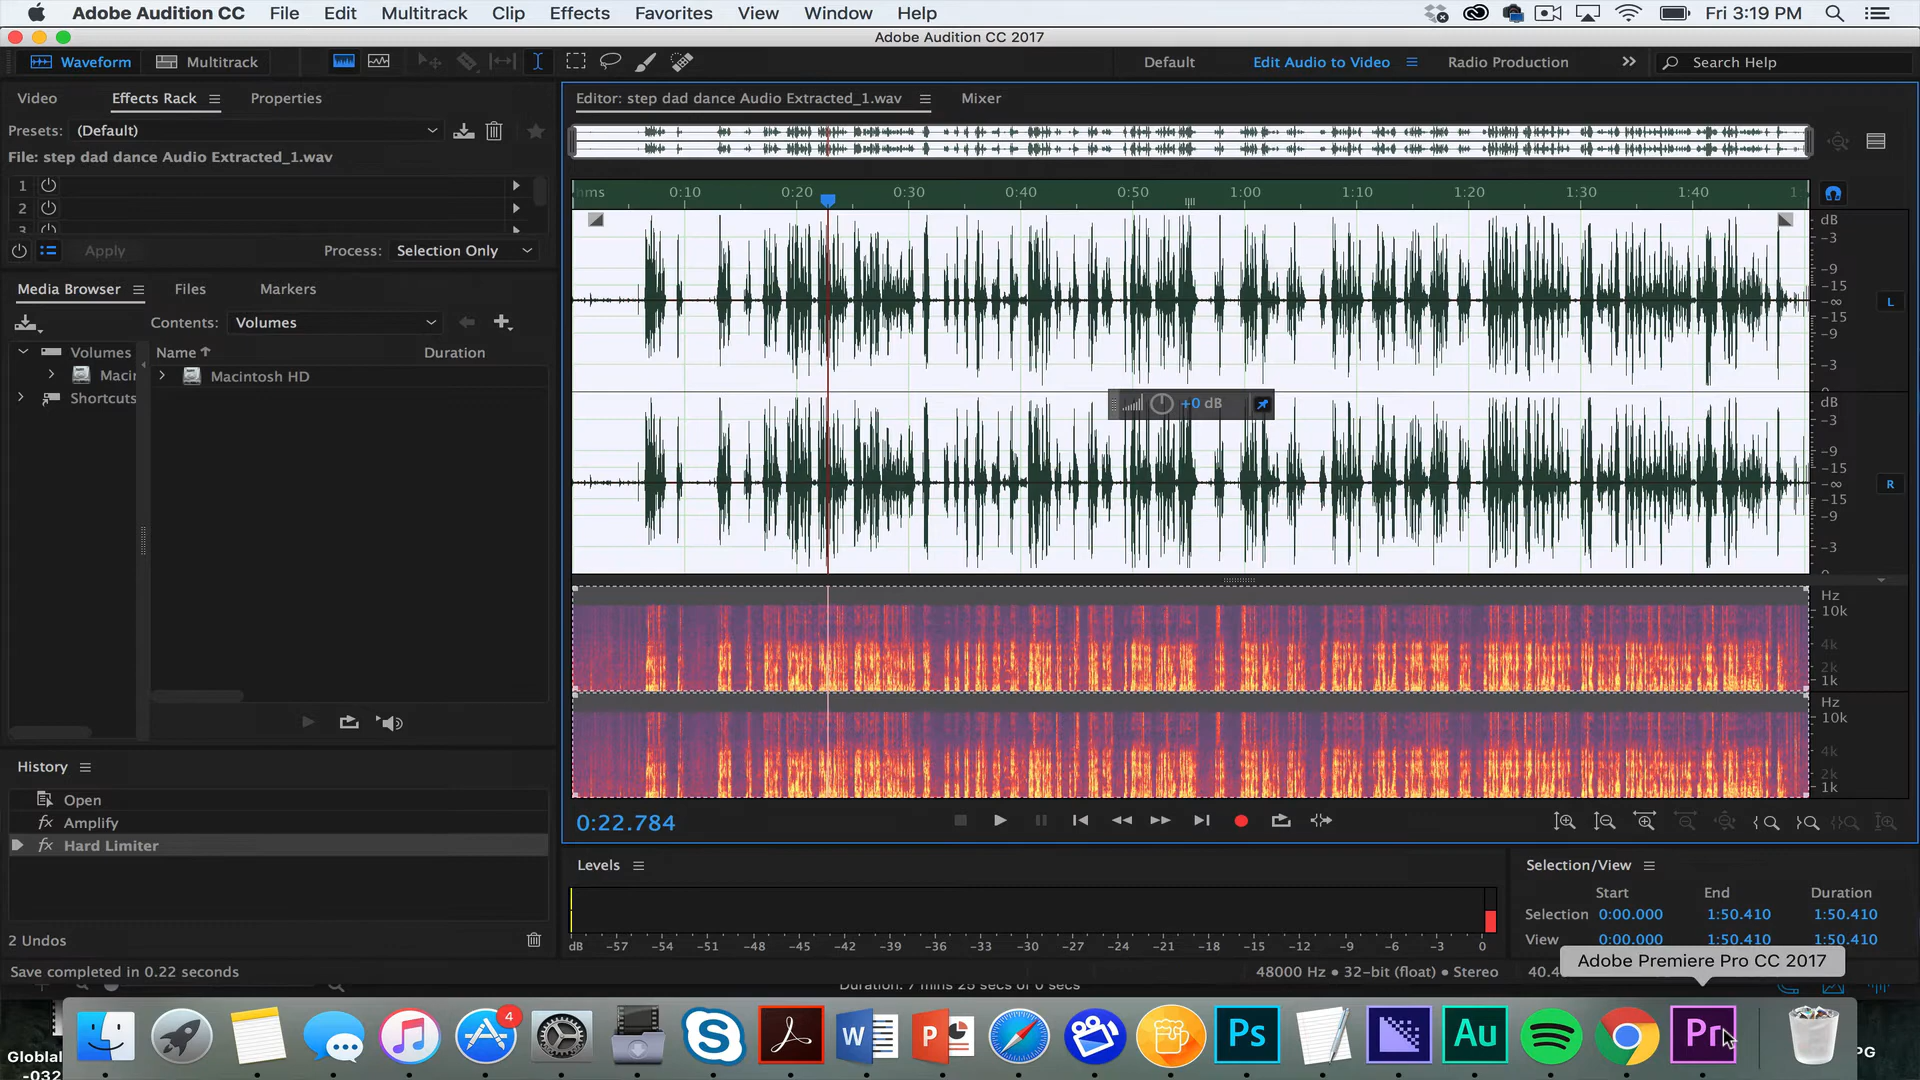 Adobe Audition CC File Edit Multitrack Clip Effects Favorites View Window Help Fri 3:19 PM
Adobe Audition CC 2017
Waveform Multitrack Default Edit Audio to Video Radio Production Search Help
Video Effects Rack Properties
Presets: (Default)
File: step dad dance Audio Extracted_1.wav
1
2
3
Apply Process: Selection Only
Media Browser Files Markers
Contents: Volumes
Volumes Name Duration
Macin Macintosh HD
Shortcuts
History
Open
fx Amplify
fx Hard Limiter
2 Undos
Save completed in 0.22 seconds
Editor: step dad dance Audio Extracted_1.wav Mixer
hms 0:10 0:20 0:30 0:40 0:50 1:00 1:10 1:20 1:30 1:40
dB
-3
-9
-15
-∞
-15
-9
-3
L
+0 dB
dB
-3
-9
-15
-∞
-15
-9
-3
R
Hz
10k
4k
2k
1k
Hz
10k
4k
2k
1k
0:22.784
Levels
dB -57 -54 -51 -48 -45 -42 -39 -36 -33 -30 -27 -24 -21 -18 -15 -12 -9 -6 -3 0
Selection/View
Start End Duration
Selection 0:00.000 1:50.410 1:50.410
View 0:00.000 1:50.410 1:50.410
48000 Hz • 32-bit (float) • Stereo 40.4
Adobe Premiere Pro CC 2017
Duration: 7 mins 25 secs of 0 secs
4
W
P
Ps
Au
Pr
Globlal
-032
PG